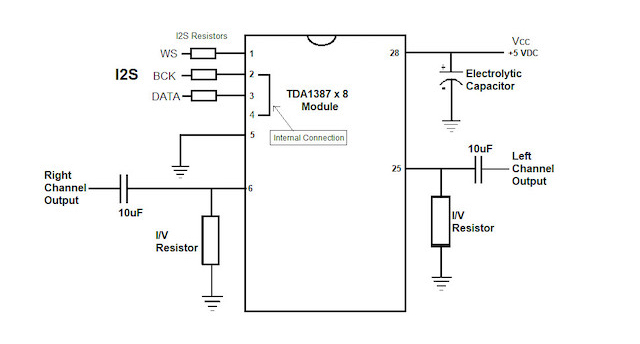 I2S Resistors
WS
I2S
BCK
DATA
1
2
3
4
5
6
28
25
TDA1387 x 8
Module
Internal Connection
Vcc
+5 VDC
+
-
Electrolytic
Capacitor
Right
Channel
Output
10uF
I/V
Resistor
10uF
Left
Channel
Output
I/V
Resistor